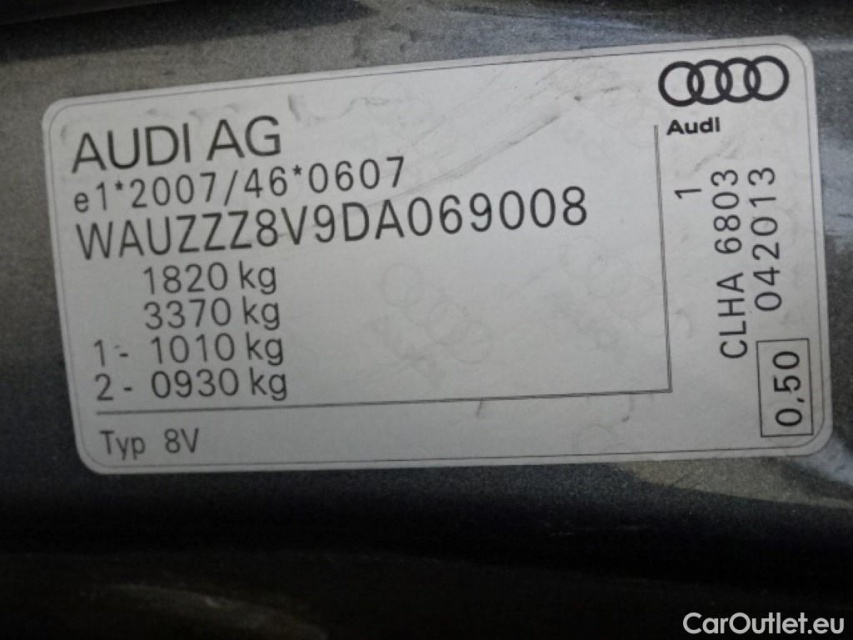 Audi
AUDI AG
e1*2007/46*0607
WAUZZZ8V9DA069008
1820 kg
3370 kg
1 - 1010 kg
2 - 0930 kg
Typ 8V
1
CLHA 6803
042013
0,50
CarOutlet.eu